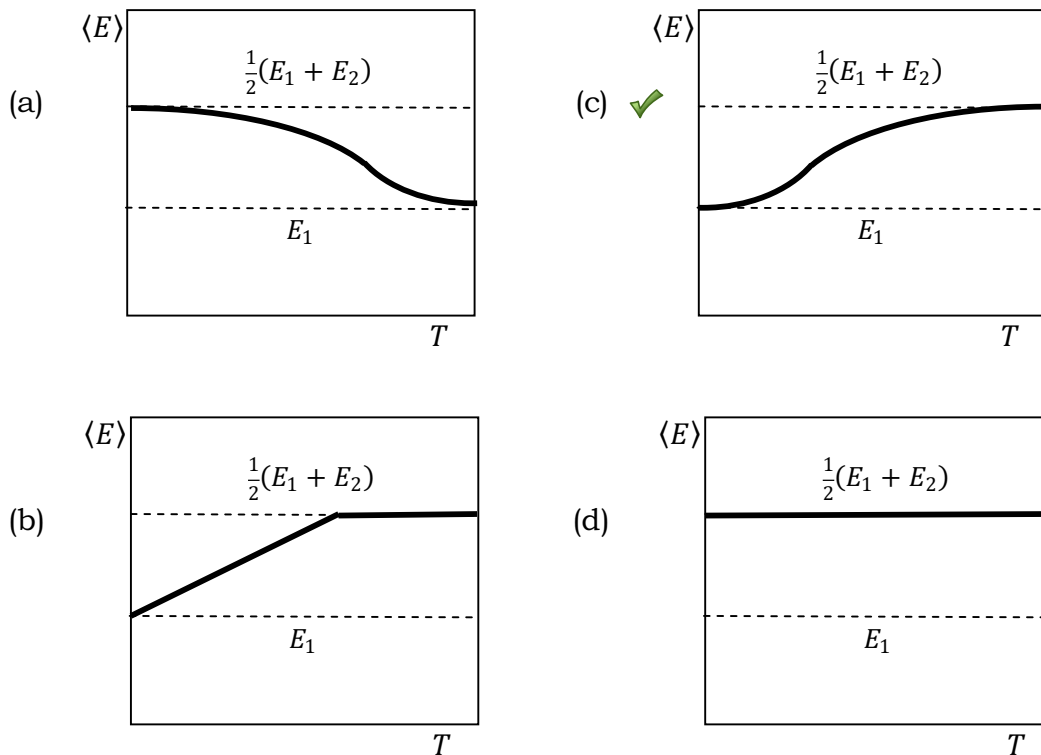 ⟨E⟩
½(E₁ + E₂)
(a)
E₁
T
⟨E⟩
½(E₁ + E₂)
(c)
E₁
T
⟨E⟩
½(E₁ + E₂)
(b)
E₁
T
⟨E⟩
½(E₁ + E₂)
(d)
E₁
T